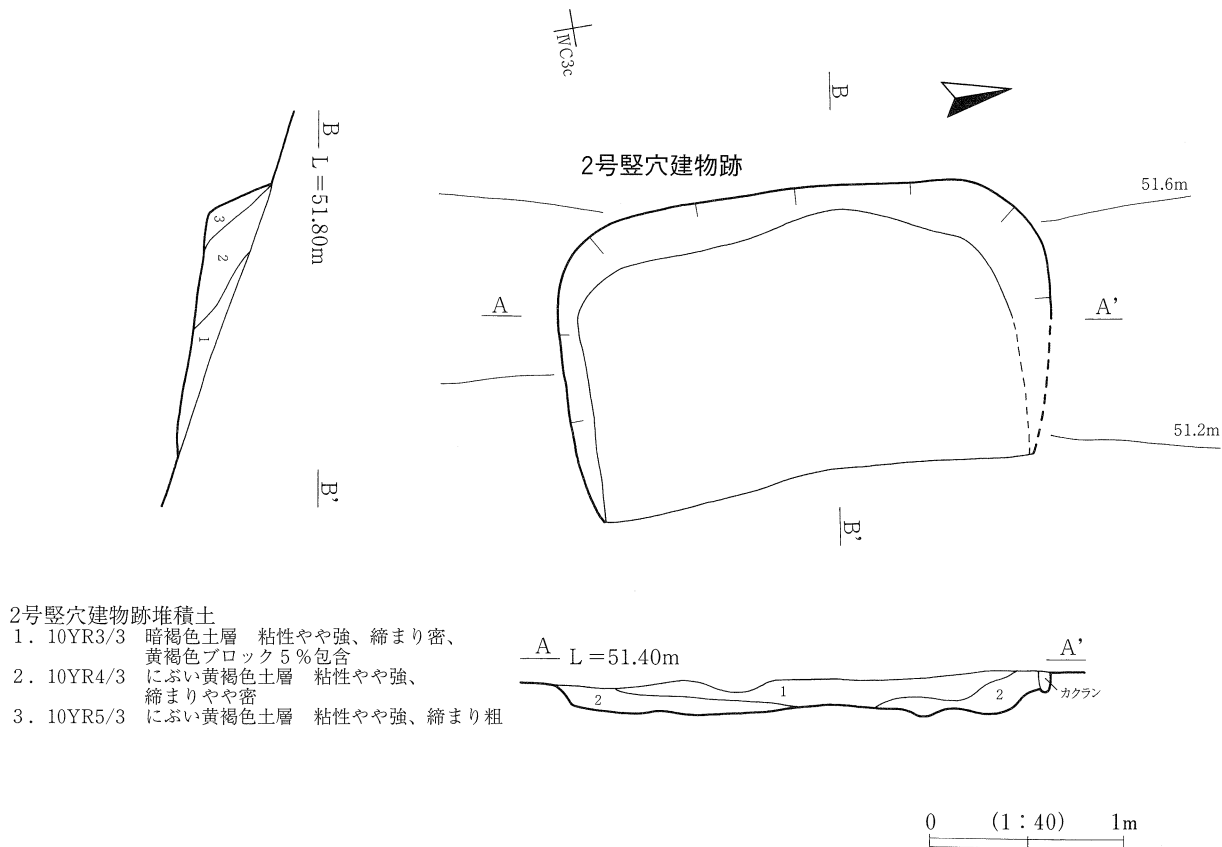 ⅣC3c
B
B
L＝51.80m
2号竪穴建物跡
51.6m
3
2
1
A
A'
51.2m
B'
B'
2号竪穴建物跡堆積土
1．10YR3/3　暗褐色土層　粘性やや強、締まり密、
黄褐色ブロック５％包含
2．10YR4/3　にぶい黄褐色土層　粘性やや強、
締まりやや密
3．10YR5/3　にぶい黄褐色土層　粘性やや強、締まり粗
A　L＝51.40m
A'
2
1
2
カクラン
0　(1：40)　1m